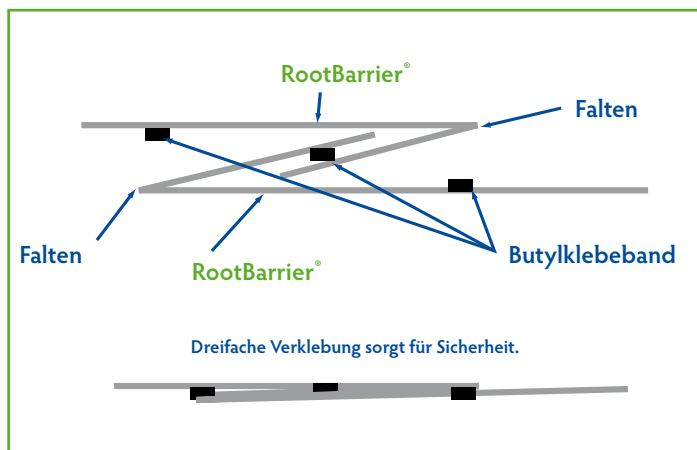 RootBarrier®
Falten
Falten
RootBarrier®
Butylklebeband
Dreifache Verklebung sorgt für Sicherheit.